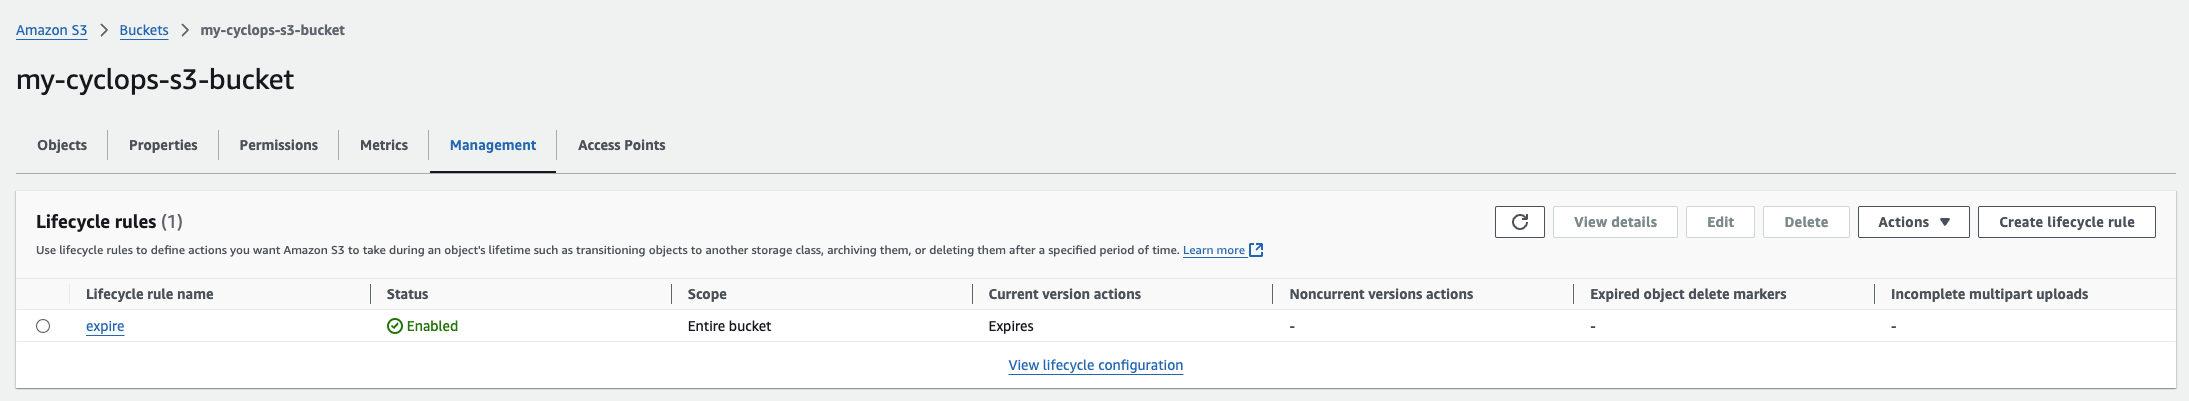 Amazon S3 > Buckets > my-cyclops-s3-bucket
my-cyclops-s3-bucket
Objects Properties Permissions Metrics Management Access Points
Lifecycle rules (1) View details Edit Delete Actions ▼ Create lifecycle rule
Use lifecycle rules to define actions you want Amazon S3 to take during an object's lifetime such as transitioning objects to another storage class, archiving them, or deleting them after a specified period of time. Learn more
Lifecycle rule name Status Scope Current version actions Noncurrent versions actions Expired object delete markers Incomplete multipart uploads
expire Enabled Entire bucket Expires - - -
View lifecycle configuration